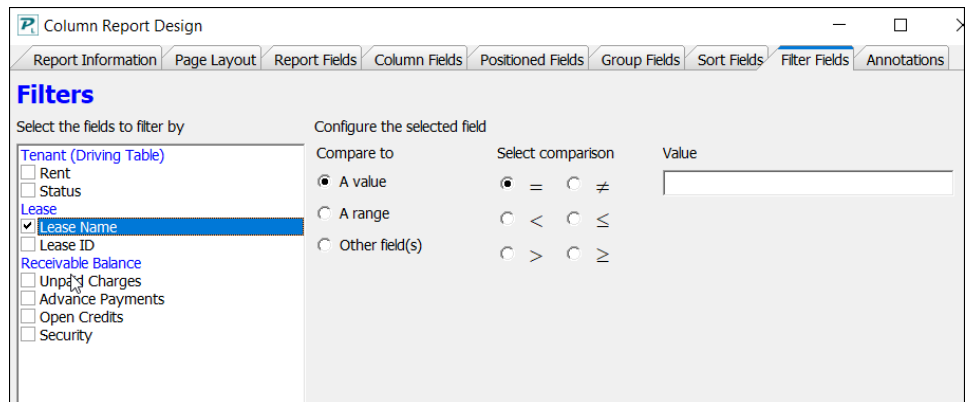 Column Report Design
Report Information Page Layout Report Fields Column Fields Positioned Fields Group Fields Sort Fields Filter Fields Annotations
Filters
Select the fields to filter by
Configure the selected field
Tenant (Driving Table)
Rent
Status
Lease
Lease Name
Lease ID
Receivable Balance
Unpaid Charges
Advance Payments
Open Credits
Security
Compare to
A value
A range
Other field(s)
Select comparison
= ≠
< ≤
> ≥
Value